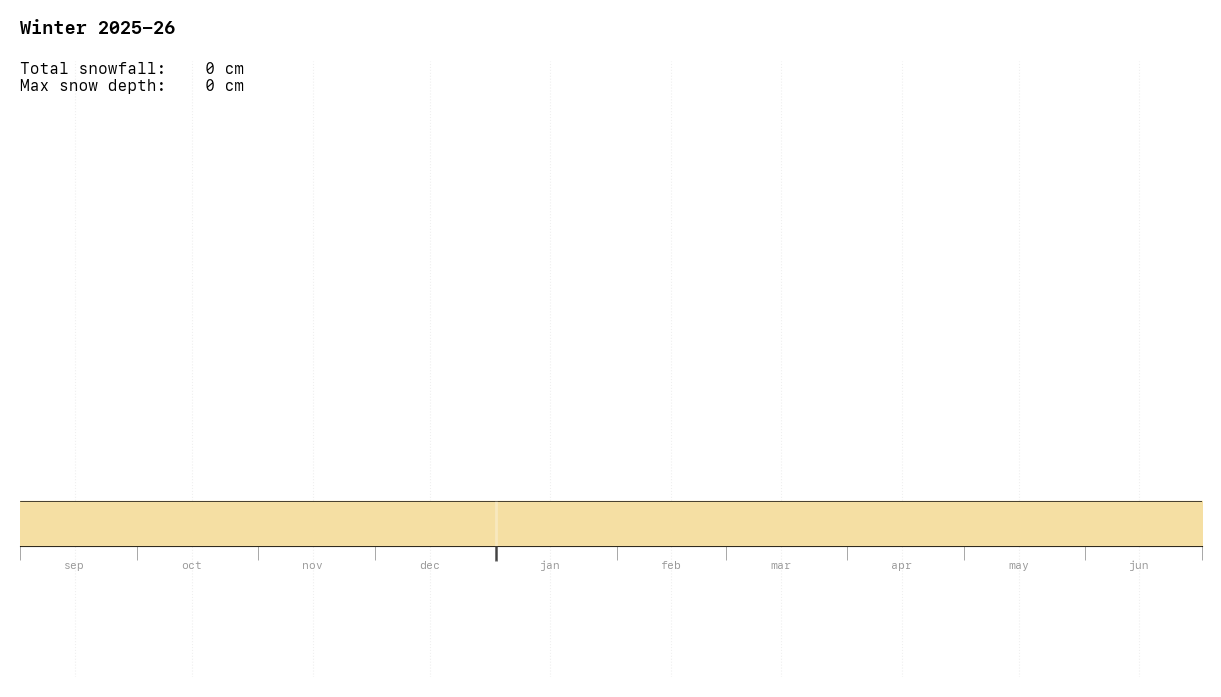 Winter 2025–26
Total snowfall:    0 cm
Max snow depth:    0 cm
sep oct nov dec jan feb mar apr may jun